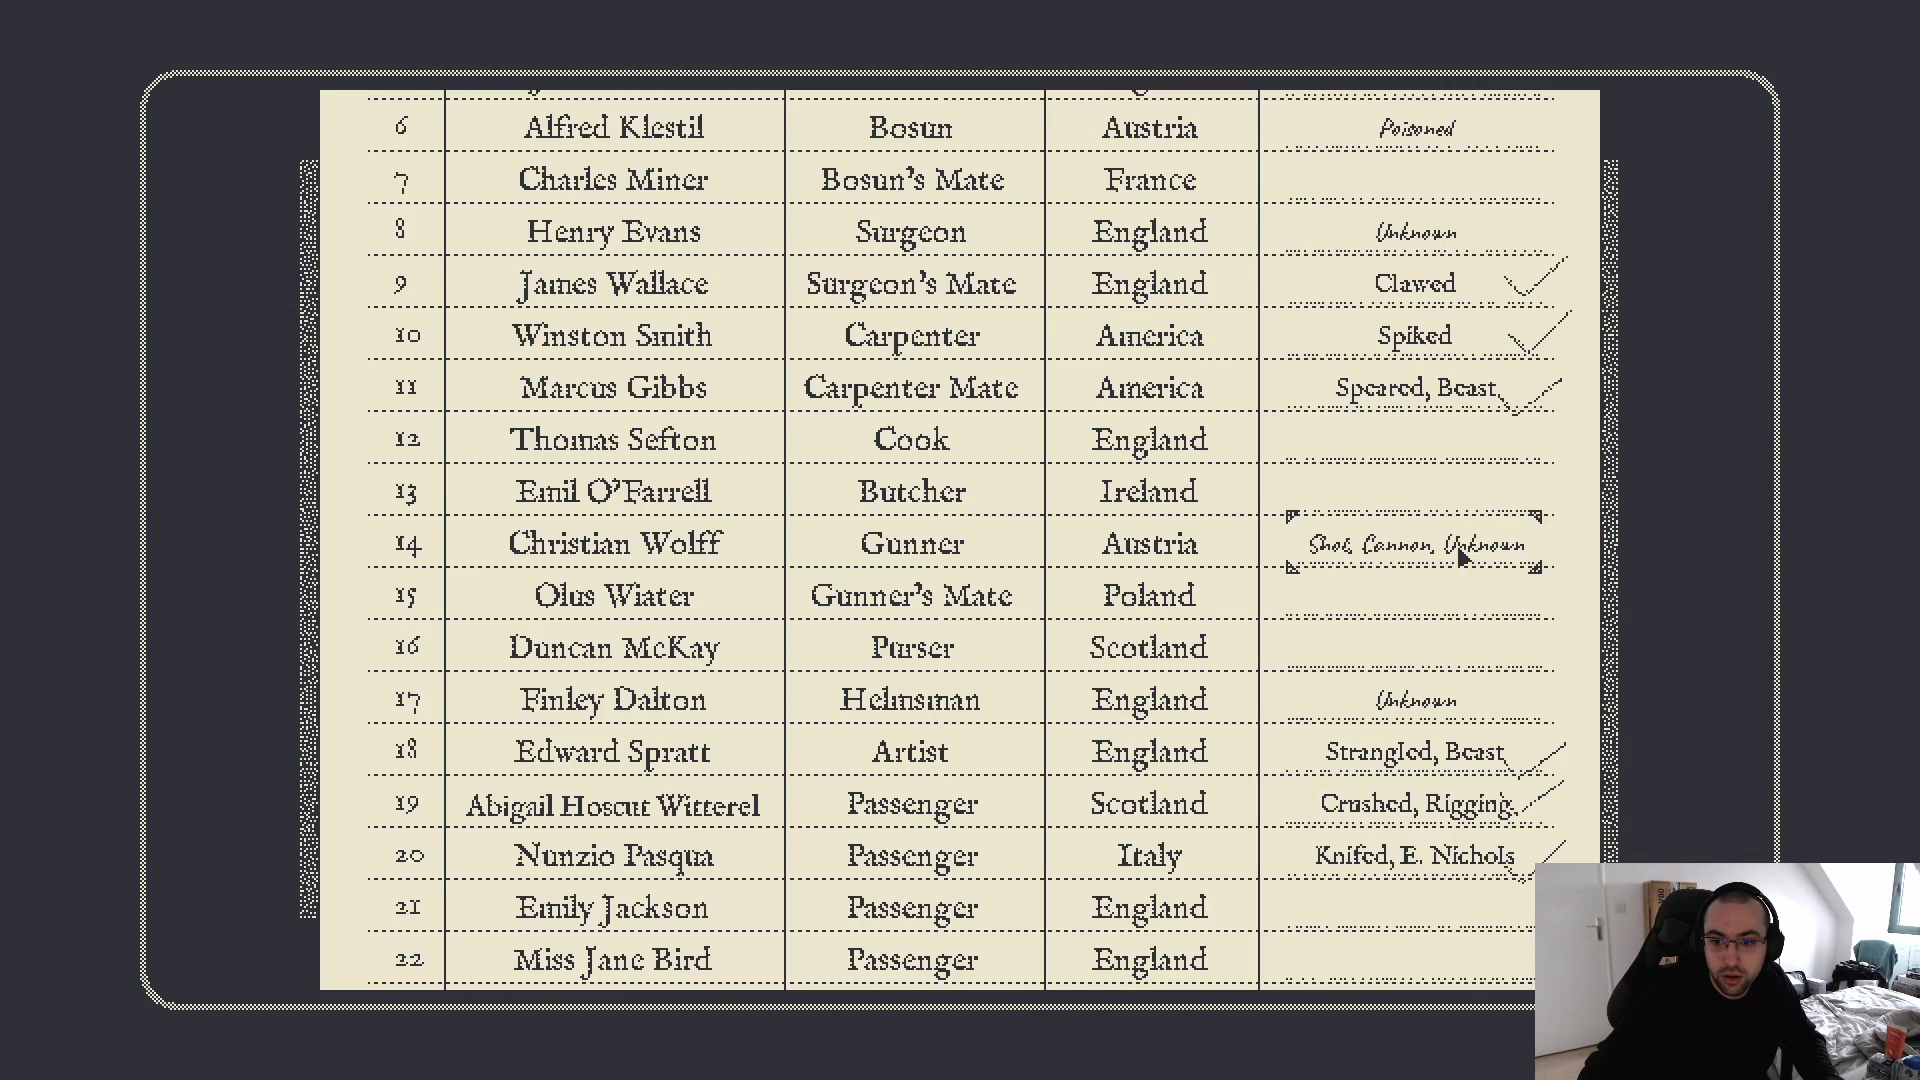 6 Alfred Klestil Bosun Austria Poisoned
7 Charles Miner Bosun's Mate France
8 Henry Evans Surgeon England Unknown
9 James Wallace Surgeon's Mate England Clawed
10 Winston Smith Carpenter America Spiked
11 Marcus Gibbs Carpenter Mate America Speared, Beast
12 Thomas Sefton Cook England
13 Emil O'Farrell Butcher Ireland
14 Christian Wolff Gunner Austria Shot, Cannon, Unknown
15 Olus Wiater Gunner's Mate Poland
16 Duncan McKay Purser Scotland
17 Finley Dalton Helmsman England Unknown
18 Edward Spratt Artist England Strangled, Beast
19 Abigail Hoscut Witterel Passenger Scotland Crushed, Rigging
20 Nunzio Pasqua Passenger Italy Knifed, E. Nichols
21 Emily Jackson Passenger England
22 Miss Jane Bird Passenger England